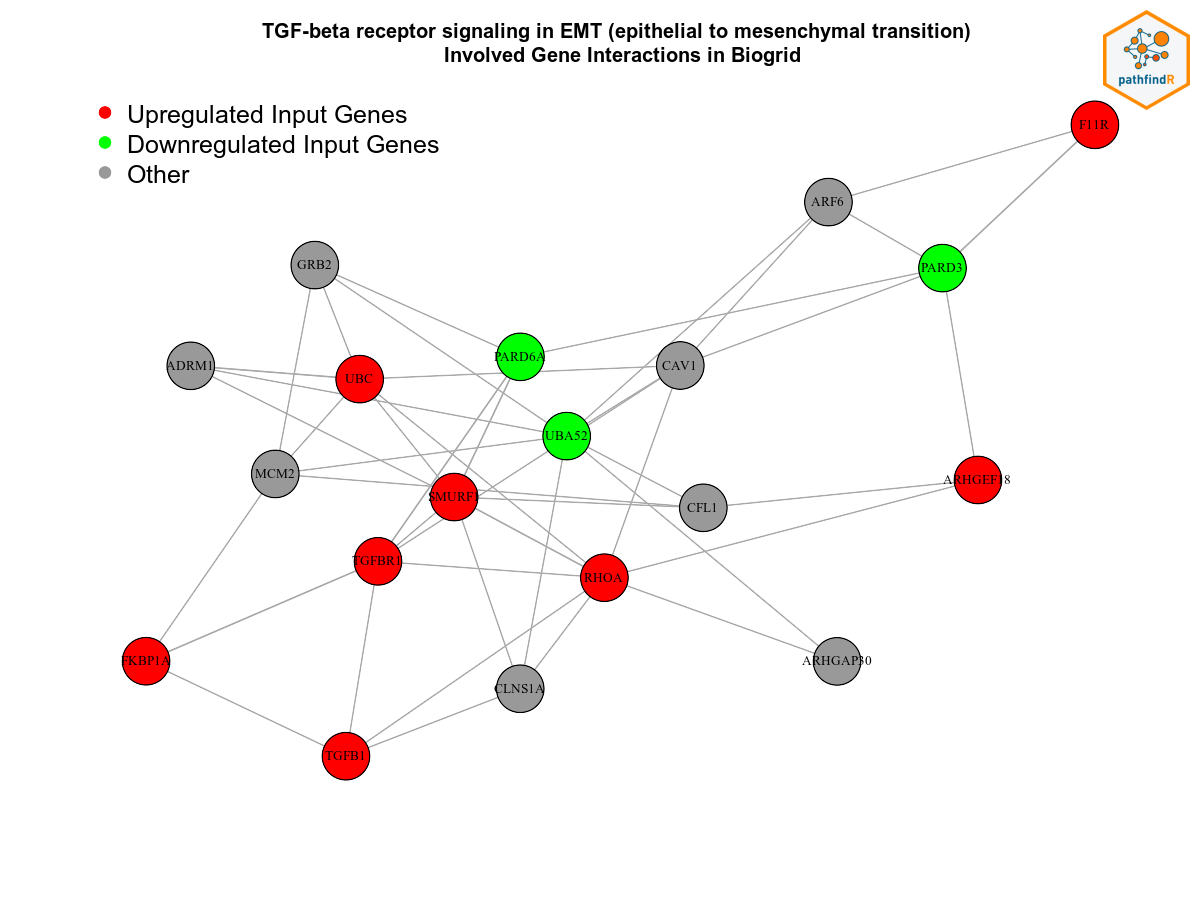 TGF-beta receptor signaling in EMT (epithelial to mesenchymal transition)
Involved Gene Interactions in Biogrid
pathfindR
Upregulated Input Genes
Downregulated Input Genes
Other
F11R
ARF6
GRB2
PARD3
PARD6A
ADRM1
CAV1
UBC
UBA52
MCM2
ARHGEF18
SMURF1
CFL1
TGFBR1
RHOA
FKBP1A
ARHGAP30
CLNS1A
TGFB1